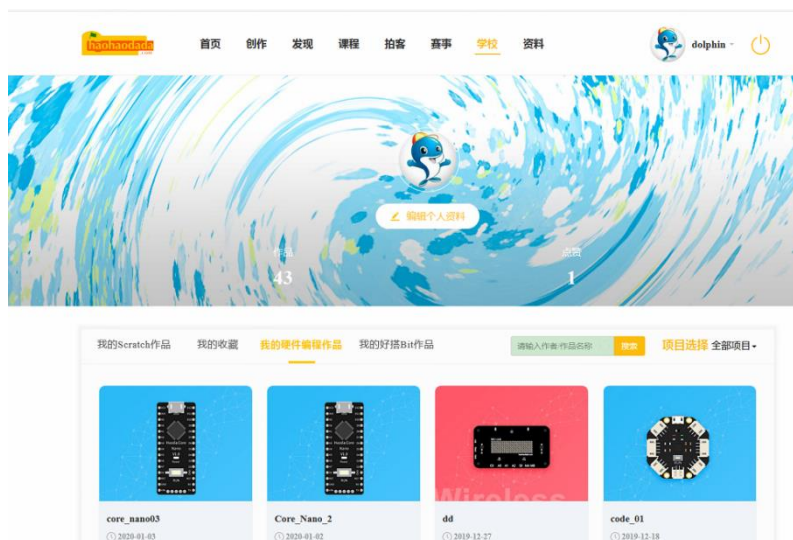 haohaodada
首页 创作 发现 课程 拍客 赛事 学校 资料
dolphin
编辑个人资料
作品 点赞
43 1
我的Scratch作品 我的收藏 我的硬件编程作品 我的好搭Bit作品
请输入作者/作品名称 搜索 项目选择 全部项目
Wireless
core_nano03 Core_Nano_2 dd code_01
2020-01-03 2020-01-02 2019-12-27 2019-12-18